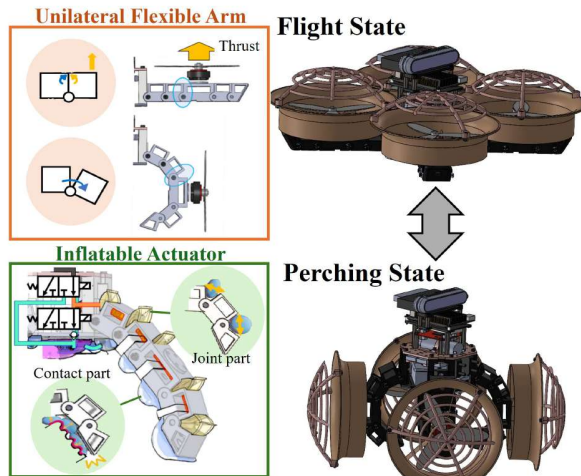 Unilateral Flexible Arm
Thrust
Flight State
Inflatable Actuator
Joint part
Contact part
Perching State